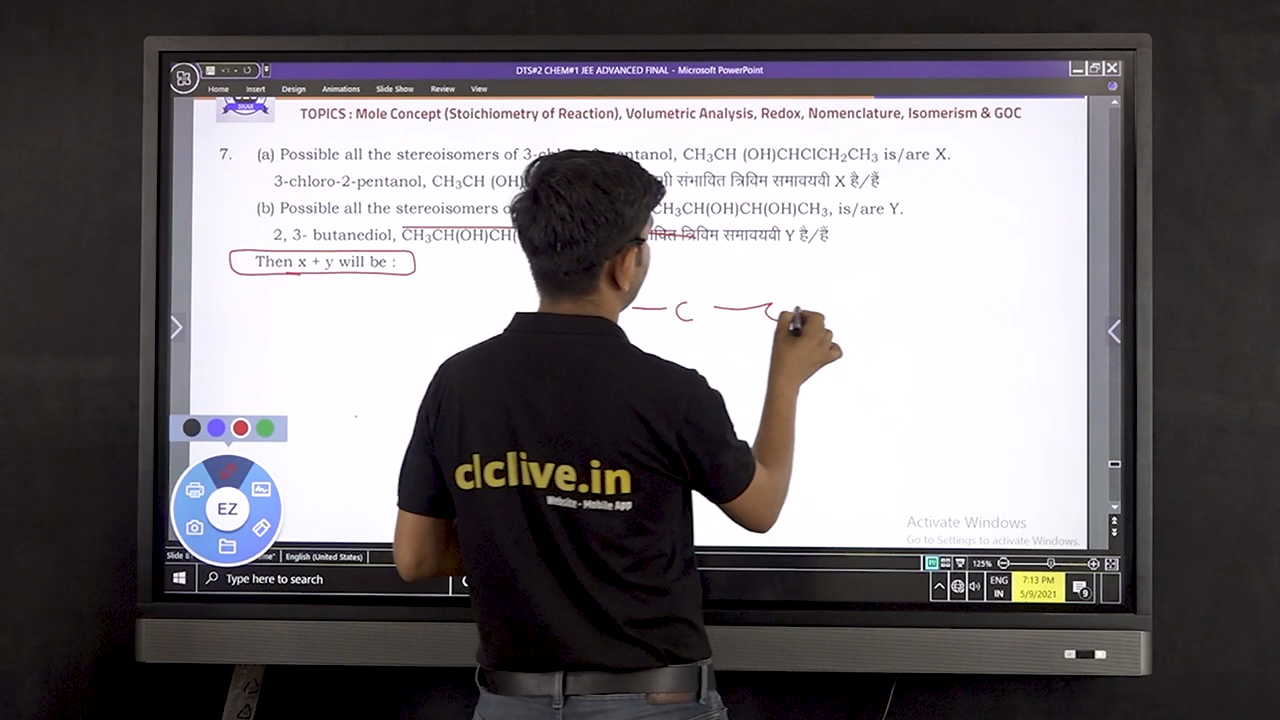 DTS#2 CHEM#1 JEE ADVANCED FINAL - Microsoft PowerPoint
Home Insert Design Animations Slide Show Review View
SIKAR
TOPICS : Mole Concept (Stoichiometry of Reaction), Volumetric Analysis, Redox, Nomenclature, Isomerism & GOC
7. (a) Possible all the stereoisomers of CH₃CH (OH)CHClCH₂CH₃ is/are X.
3-chloro-2-pentanol, CH₃CH (OH) संभावित त्रिविम समावयवी X है/हैं
(b) Possible all the stereoisomers CH₃CH(OH)CH(OH)CH₃, is/are Y.
2, 3- butanediol, CH₃CH(OH)CH( त्रिविम समावयवी Y है/हैं
Then x + y will be :
C
clclive.in
Website - Mobile App
EZ
Activate Windows
Go to Settings to activate Windows.
Slide 8 English (United States) 125%
Type here to search
ENG
IN
7:13 PM
5/9/2021
9